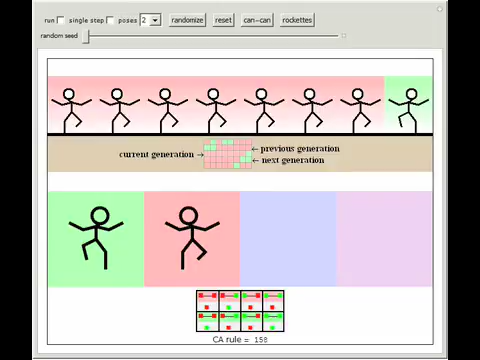 run single step poses 2 randomize reset can-can rockettes
random seed
previous generation
current generation
next generation
CA rule = 158